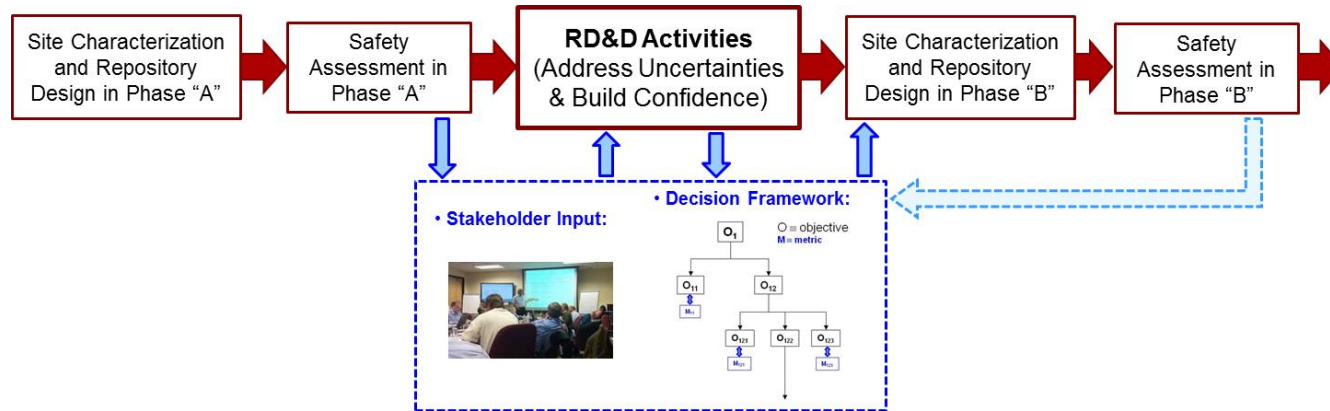 Site Characterization
and Repository
Design in Phase “A”
Safety
Assessment in
Phase “A”
RD&D Activities
(Address Uncertainties
& Build Confidence)
Site Characterization
and Repository
Design in Phase “B”
Safety
Assessment in
Phase “B”
• Stakeholder Input:
• Decision Framework:
O = objective
M = metric
O₁
O₁₁
O₁₂
M₁₁
O₁₂₁
O₁₂₂
O₁₂₃
M₁₂₁
M₁₂₃